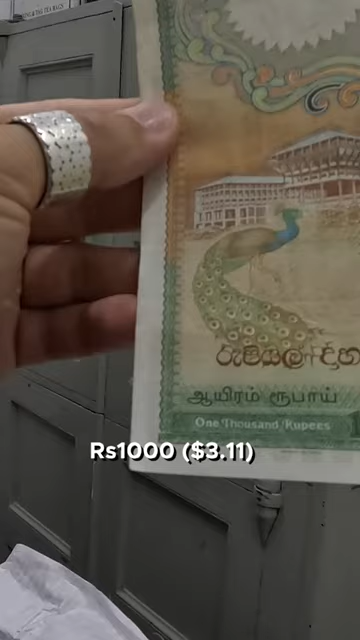 රුපියල් දාහ
ஆயிரம் ரூபாய்
One Thousand Rupees
Rs1000 ($3.11)